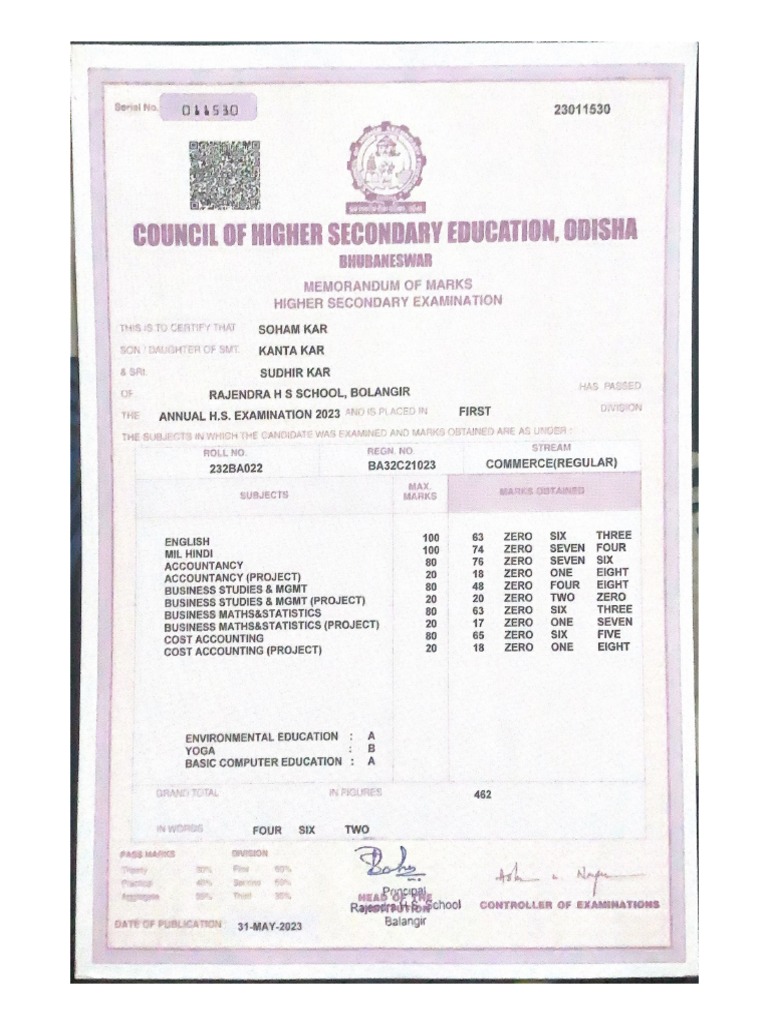 Serial No. 011530
23011530
COUNCIL OF HIGHER SECONDARY EDUCATION, ODISHA
BHUBANESWAR
MEMORANDUM OF MARKS
HIGHER SECONDARY EXAMINATION
THIS IS TO CERTIFY THAT SOHAM KAR
SON / DAUGHTER OF SMT. KANTA KAR
& SRI. SUDHIR KAR
OF RAJENDRA H S SCHOOL, BOLANGIR HAS PASSED
THE ANNUAL H.S. EXAMINATION 2023 AND IS PLACED IN FIRST DIVISION
THE SUBJECTS IN WHICH THE CANDIDATE WAS EXAMINED AND MARKS OBTAINED ARE AS UNDER :
ROLL NO. REGN. NO. STREAM
232BA022 BA32C21023 COMMERCE(REGULAR)
SUBJECTS MAX. MARKS MARKS OBTAINED
ENGLISH 100 63 ZERO SIX THREE
MIL HINDI 100 74 ZERO SEVEN FOUR
ACCOUNTANCY 80 76 ZERO SEVEN SIX
ACCOUNTANCY (PROJECT) 20 18 ZERO ONE EIGHT
BUSINESS STUDIES & MGMT 80 48 ZERO FOUR EIGHT
BUSINESS STUDIES & MGMT (PROJECT) 20 20 ZERO TWO ZERO
BUSINESS MATHS&STATISTICS 80 63 ZERO SIX THREE
BUSINESS MATHS&STATISTICS (PROJECT) 20 17 ZERO ONE SEVEN
COST ACCOUNTING 80 65 ZERO SIX FIVE
COST ACCOUNTING (PROJECT) 20 18 ZERO ONE EIGHT
ENVIRONMENTAL EDUCATION : A
YOGA : B
BASIC COMPUTER EDUCATION : A
GRAND TOTAL IN FIGURES 462
IN WORDS FOUR SIX TWO
PASS MARKS DIVISION
Theory 30% First 60%
Practical 40%
Aggregate
HEAD OF THE
INSTITUTION
Principal
Rajendra H.S. School
Balangir
CONTROLLER OF EXAMINATIONS
DATE OF PUBLICATION : 31-MAY-2023